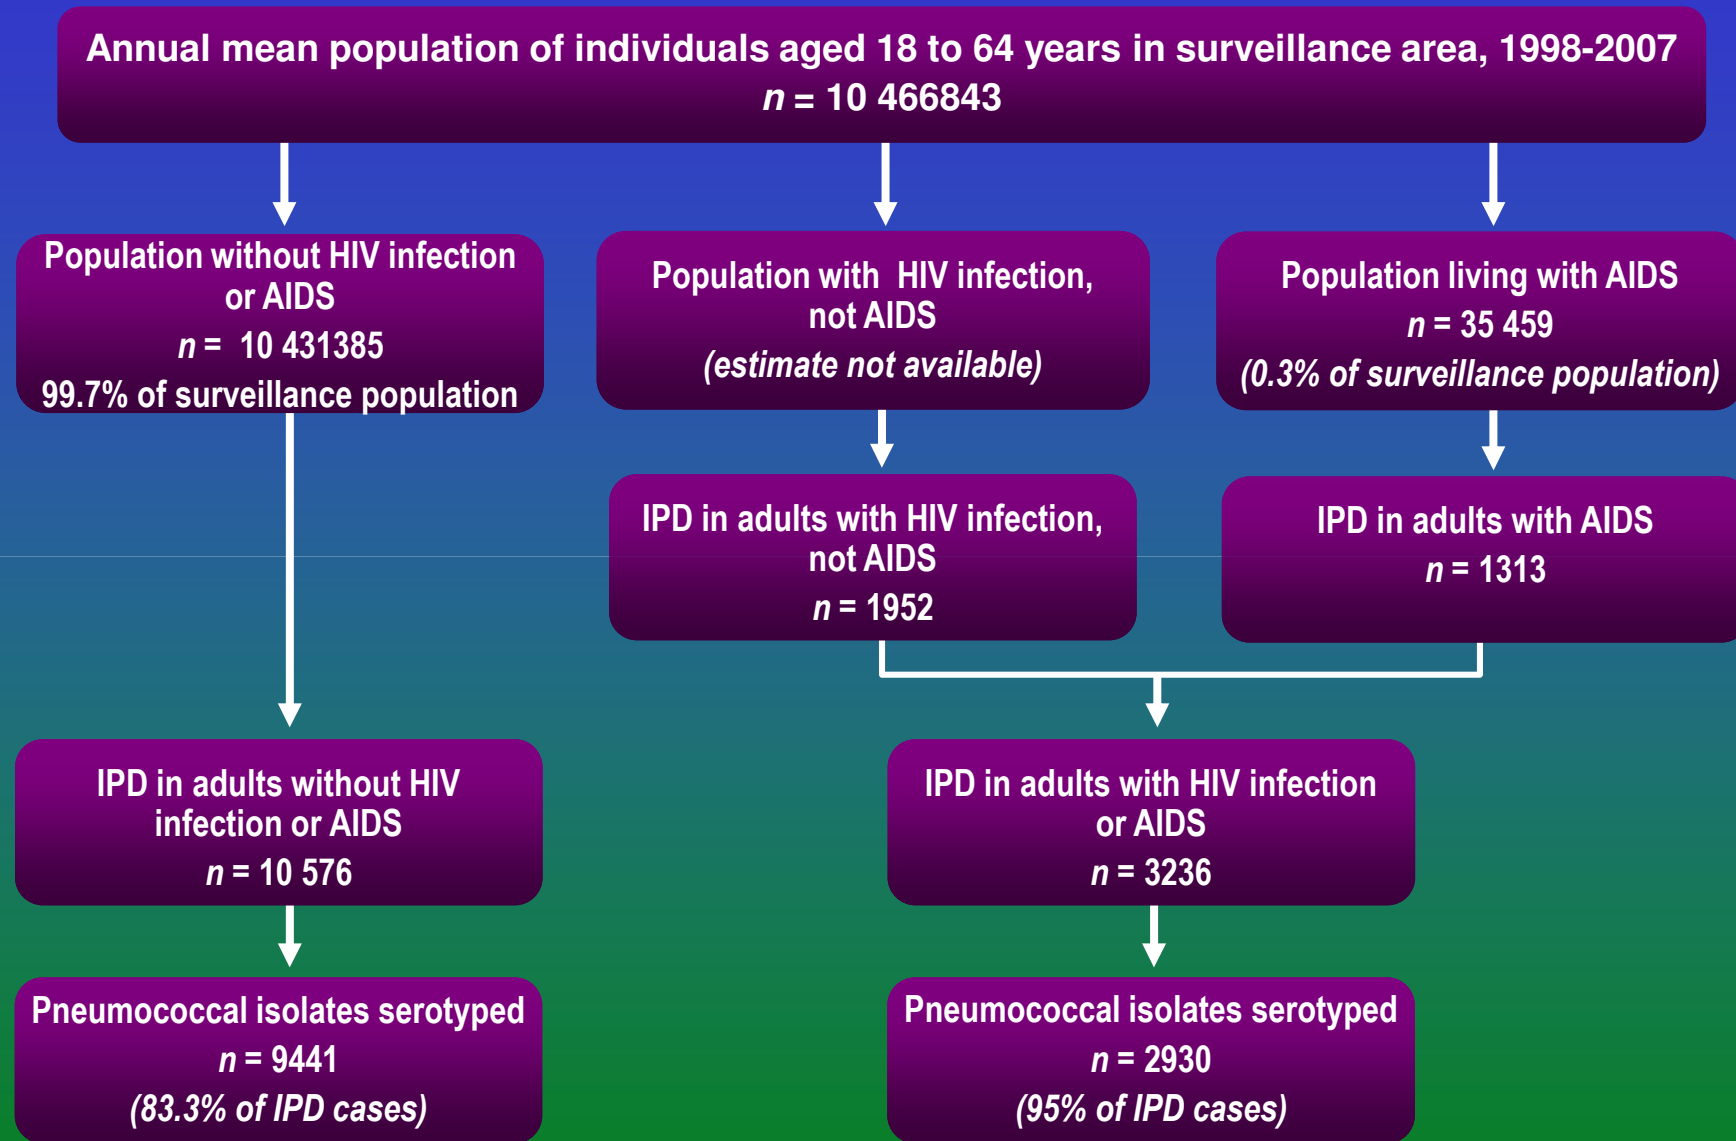 Annual mean population of individuals aged 18 to 64 years in surveillance area, 1998-2007
n = 10 466843
Population without HIV infection
or AIDS
n = 10 431385
99.7% of surveillance population
Population with HIV infection,
not AIDS
(estimate not available)
Population living with AIDS
n = 35 459
(0.3% of surveillance population)
IPD in adults with HIV infection,
not AIDS
n = 1952
IPD in adults with AIDS
n = 1313
IPD in adults without HIV
infection or AIDS
n = 10 576
IPD in adults with HIV infection
or AIDS
n = 3236
Pneumococcal isolates serotyped
n = 9441
(83.3% of IPD cases)
Pneumococcal isolates serotyped
n = 2930
(95% of IPD cases)